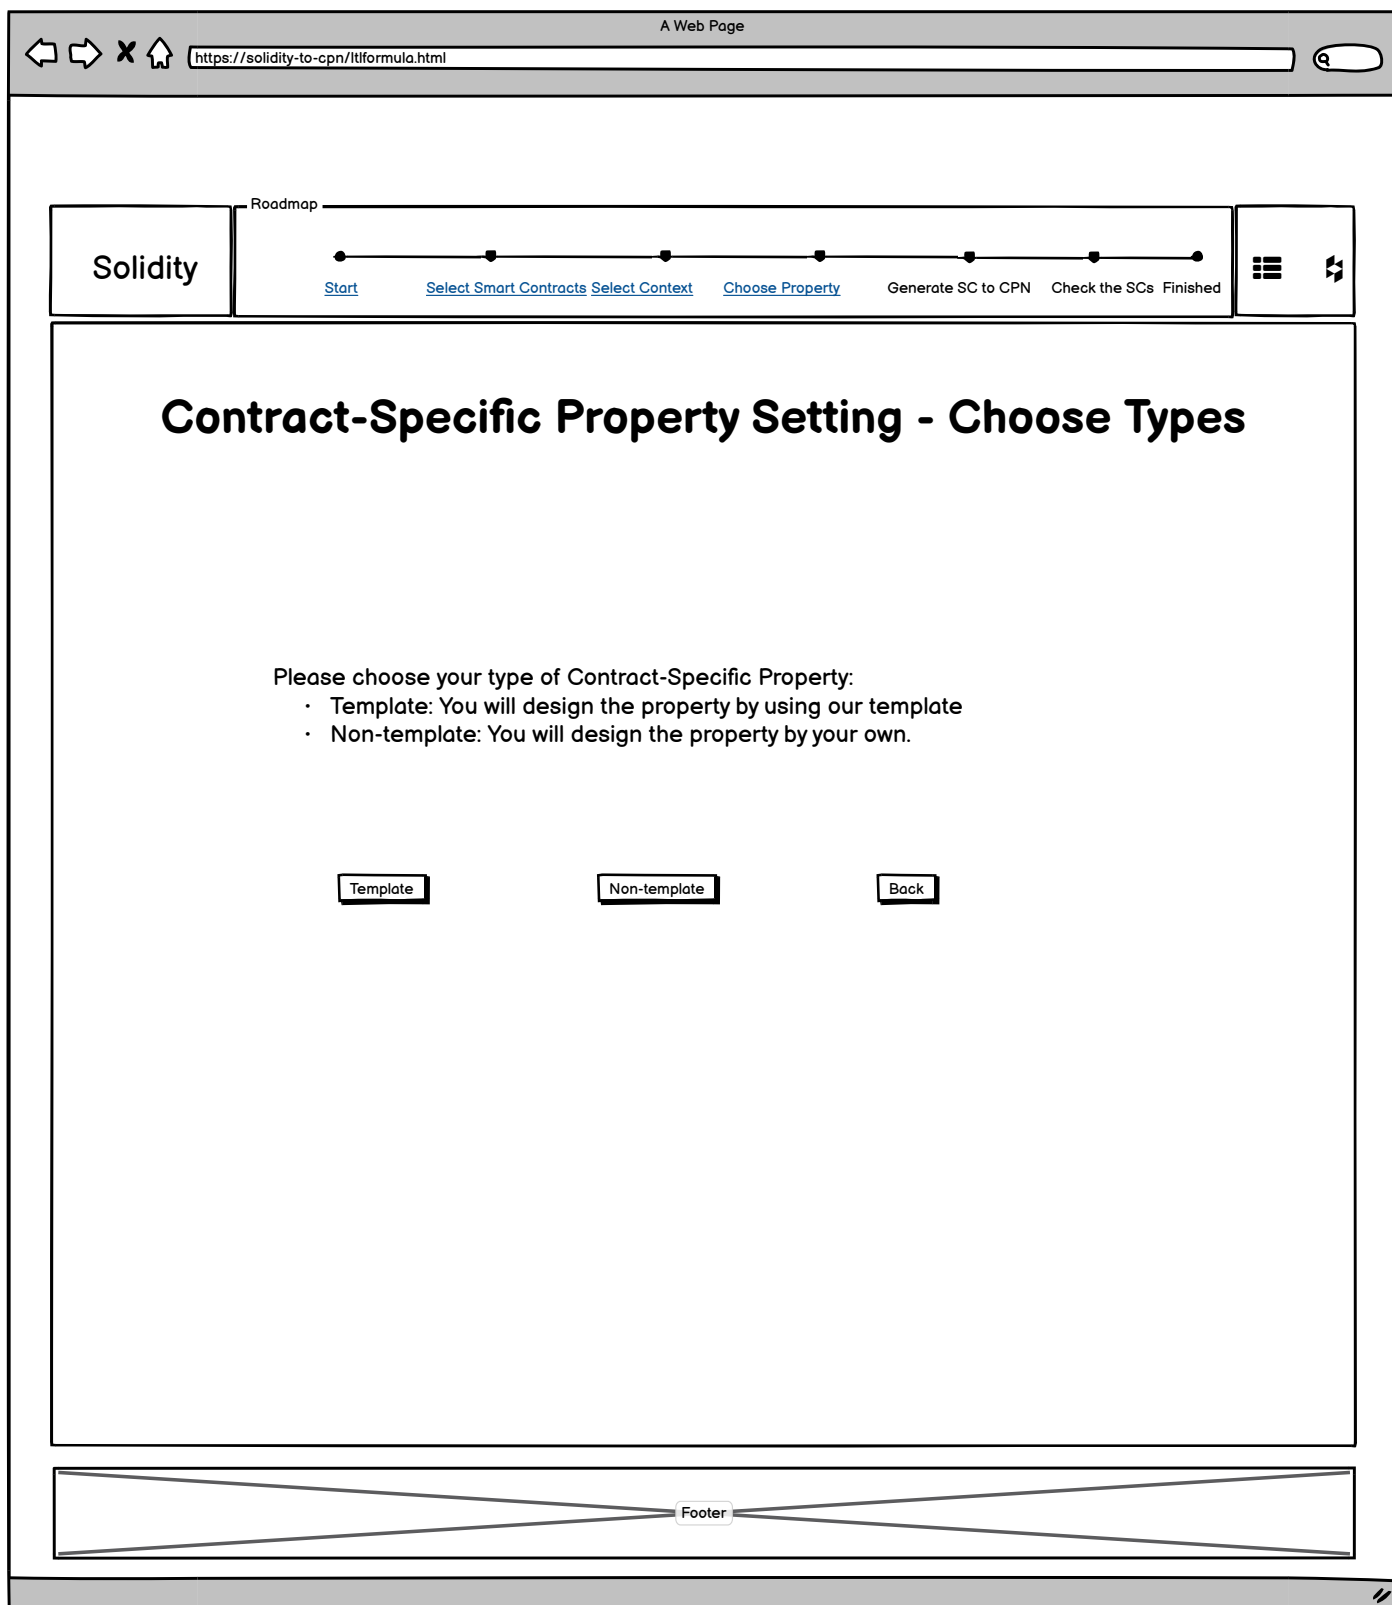 A Web Page
https://solidity-to-cpn/ltlformula.html
Roadmap
Solidity
Start Select Smart Contracts Select Context Choose Property Generate SC to CPN Check the SCs Finished
Contract-Specific Property Setting - Choose Types
Please choose your type of Contract-Specific Property:
• Template: You will design the property by using our template
• Non-template: You will design the property by your own.
Template Non-template Back
Footer